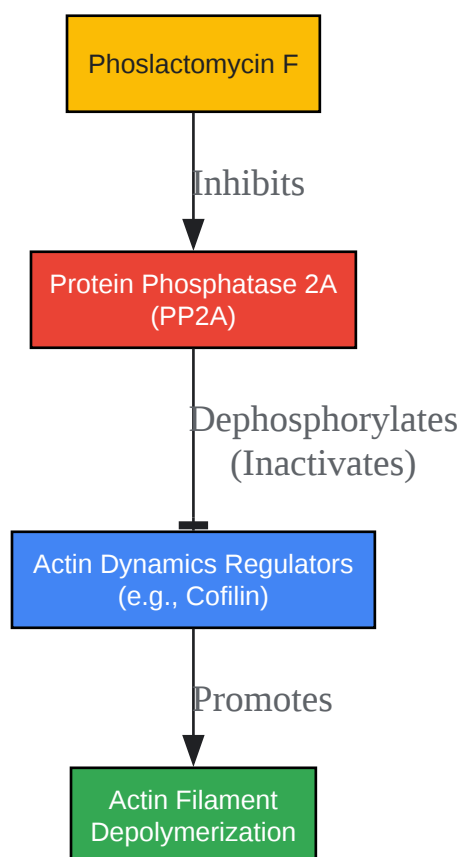 Phoslactomycin F
Inhibits
Protein Phosphatase 2A
(PP2A)
Dephosphorylates
(Inactivates)
Actin Dynamics Regulators
(e.g., Cofilin)
Promotes
Actin Filament
Depolymerization